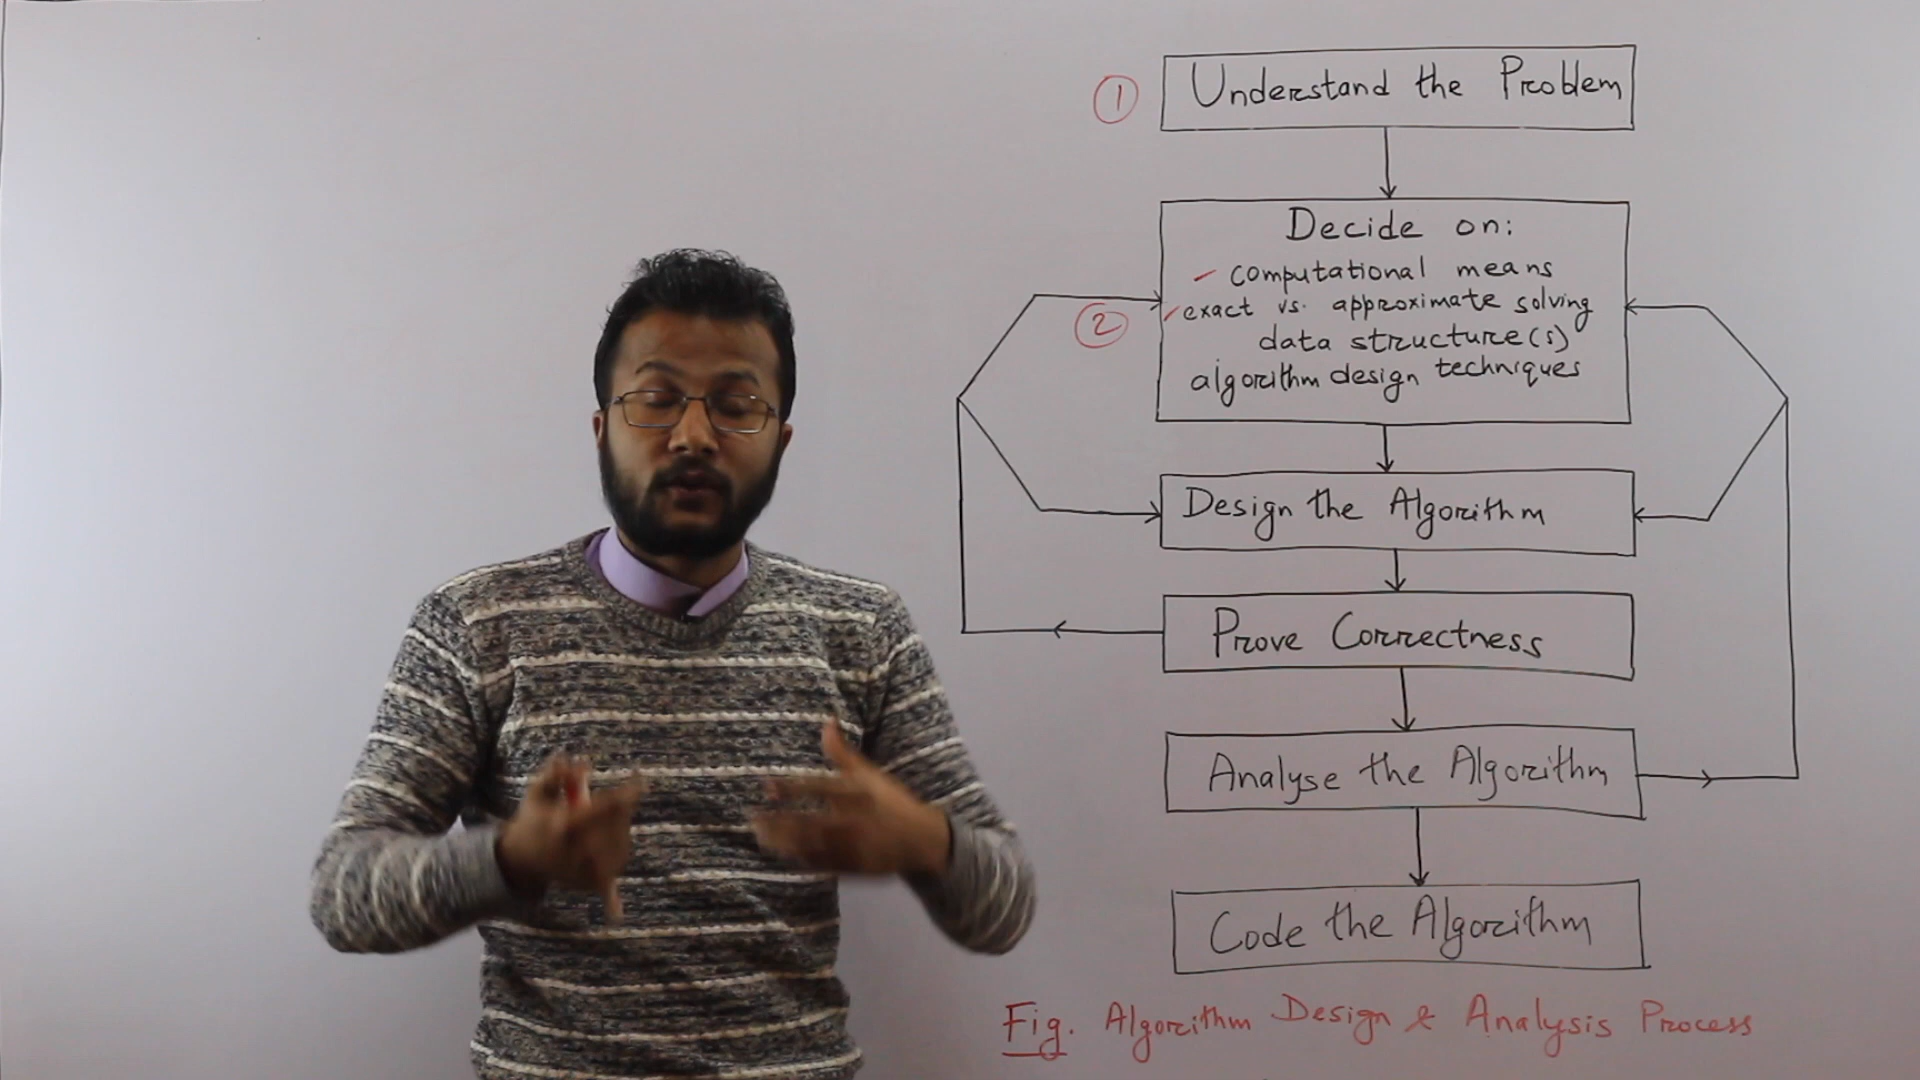 1 Understand the Problem
Decide on:
computational means
2 exact vs. approximate solving
data structure(s)
algorithm design techniques
Design the Algorithm
Prove Correctness
Analyse the Algorithm
Code the Algorithm
Fig. Algorithm Design & Analysis Process